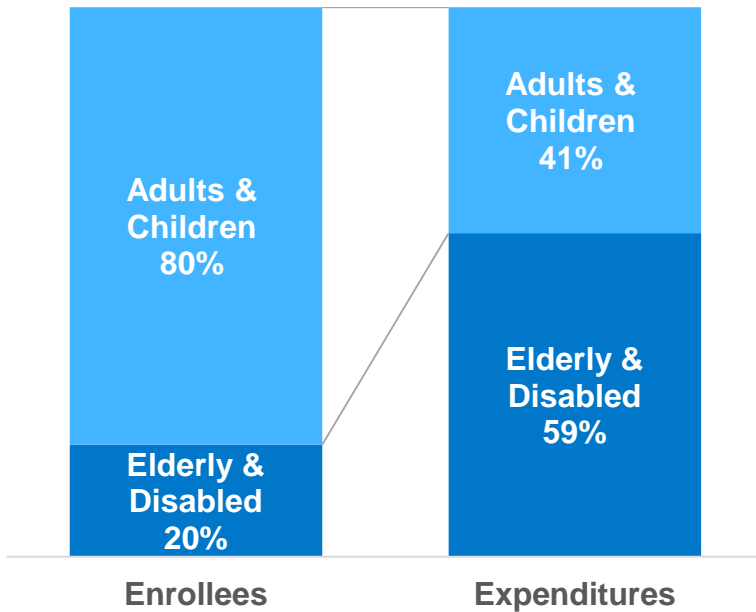 Adults &
Children
80%
Elderly &
Disabled
20%
Adults &
Children
41%
Elderly &
Disabled
59%
Enrollees
Expenditures